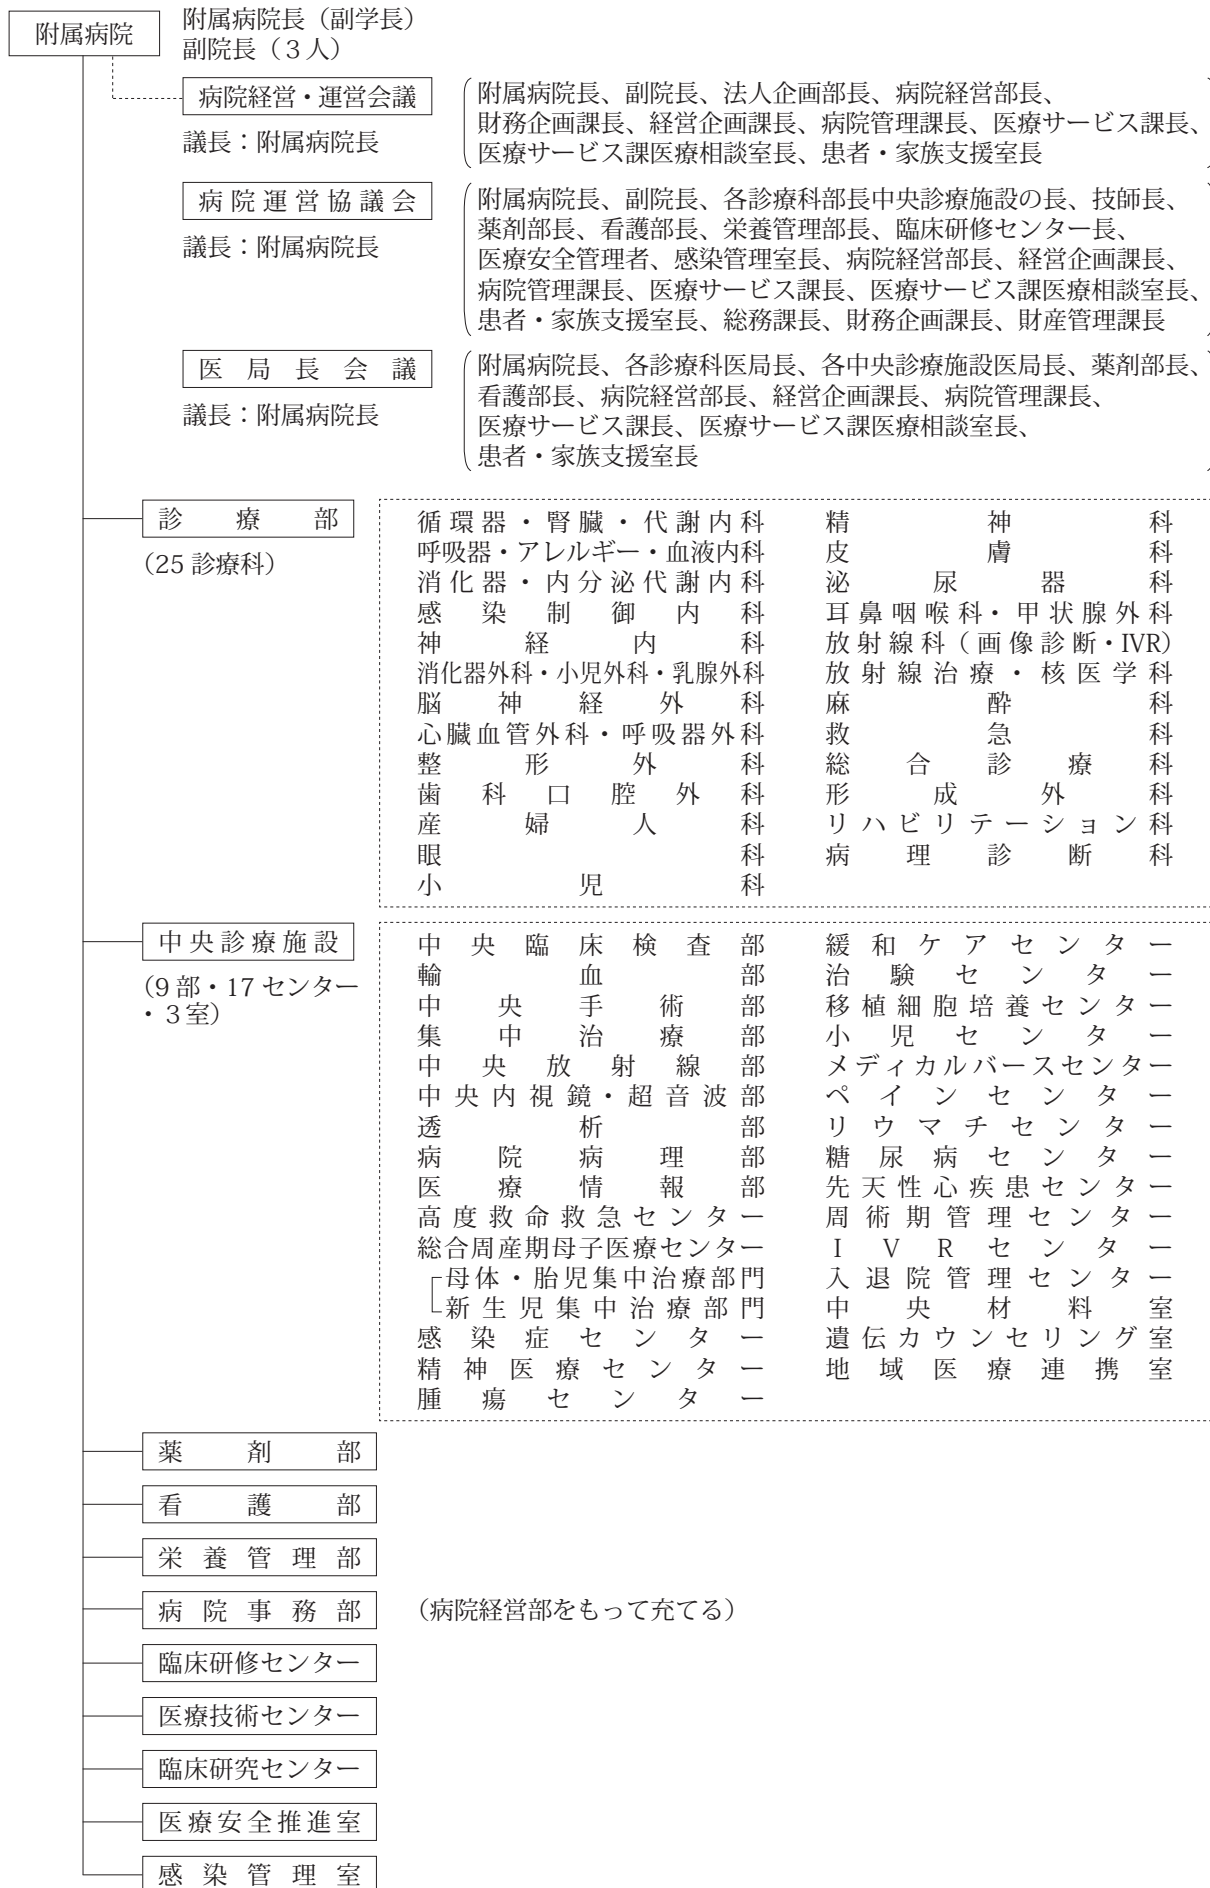 附属病院
附属病院長（副学長）
副院長（３人）
病院経営・運営会議
議長：附属病院長
附属病院長、副院長、法人企画部長、病院経営部長、
財務企画課長、経営企画課長、病院管理課長、医療サービス課長、
医療サービス課医療相談室長、患者・家族支援室長
病院運営協議会
議長：附属病院長
附属病院長、副院長、各診療科部長中央診療施設の長、技師長、
薬剤部長、看護部長、栄養管理部長、臨床研修センター長、
医療安全管理者、感染管理室長、病院経営部長、経営企画課長、
病院管理課長、医療サービス課長、医療サービス課医療相談室長、
患者・家族支援室長、総務課長、財務企画課長、財産管理課長
医局長会議
議長：附属病院長
附属病院長、各診療科医局長、各中央診療施設医局長、薬剤部長、
看護部長、病院経営部長、経営企画課長、病院管理課長、
医療サービス課長、医療サービス課医療相談室長、
患者・家族支援室長
診療部
（25 診療科）
循環器・腎臓・代謝内科
呼吸器・アレルギー・血液内科
消化器・内分泌代謝内科
感染制御内科
神経内科
消化器外科・小児外科・乳腺外科
脳神経外科
心臓血管外科・呼吸器外科
整形外科
歯科口腔外科
産婦人科
眼科
小児科
精神科
皮膚科
泌尿器科
耳鼻咽喉科・甲状腺外科
放射線科（画像診断・IVR）
放射線治療・核医学科
麻酔科
救急科
総合診療科
形成外科
リハビリテーション科
病理診断科
中央診療施設
（9 部・17 センター
・３室）
中央臨床検査部
輸血部
中央手術部
集中治療部
中央放射線部
中央内視鏡・超音波部
透析部
病院病理部
医療情報部
高度救命救急センター
総合周産期母子医療センター
母体・胎児集中治療部門
新生児集中治療部門
感染症センター
精神医療センター
腫瘍センター
緩和ケアセンター
治験センター
移植細胞培養センター
小児センター
メディカルバースセンター
ペインセンター
リウマチセンター
糖尿病センター
先天性心疾患センター
周術期管理センター
ＩＶＲセンター
入退院管理センター
中央材料室
遺伝カウンセリング室
地域医療連携室
薬剤部
看護部
栄養管理部
病院事務部
（病院経営部をもって充てる）
臨床研修センター
医療技術センター
臨床研究センター
医療安全推進室
感染管理室